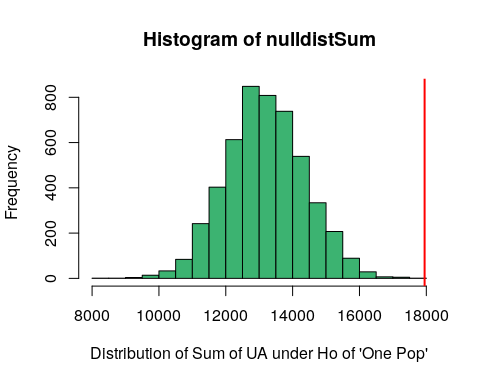 Histogram of nulldistSum
Frequency
800
600
400
200
0
8000 10000 12000 14000 16000 18000
Distribution of Sum of UA under Ho of 'One Pop'